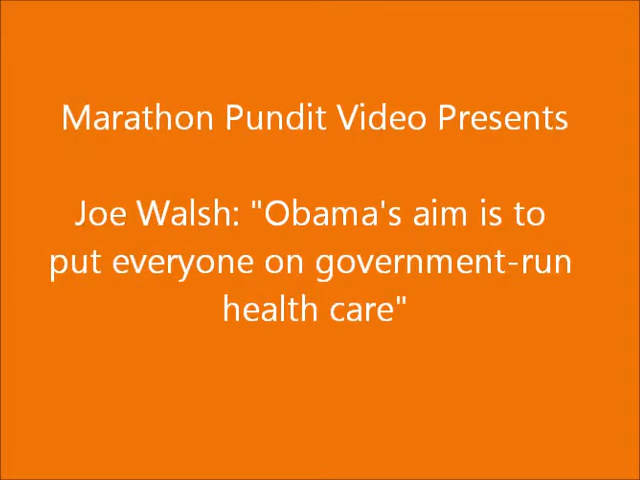 Marathon Pundit Video Presents
Joe Walsh: "Obama's aim is to
put everyone on government-run
health care"